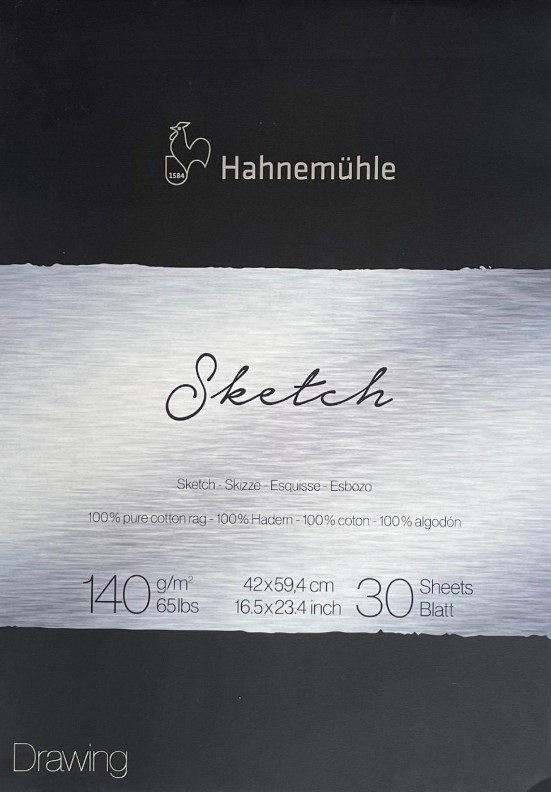 1584
Hahnemühle
Sketch
Sketch - Skizze - Esquisse - Esbozo
100% pure cotton rag - 100% Hadern - 100% coton - 100% algodón
140 g/m² 65lbs
42x59,4 cm
16.5x23.4 inch
30 Sheets Blatt
Drawing